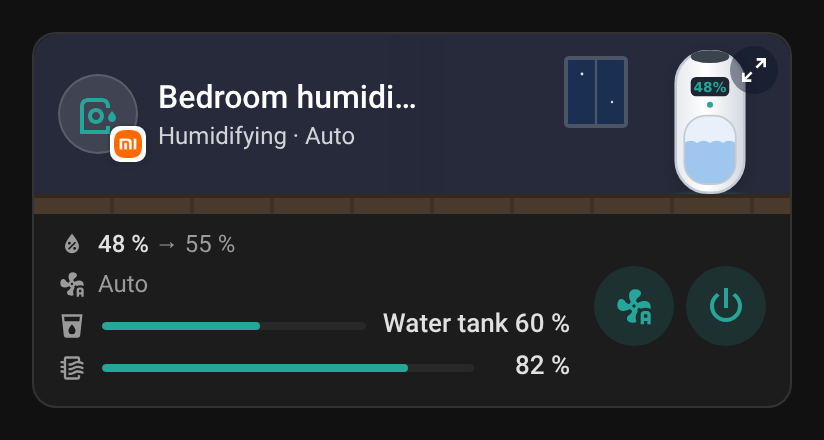 Bedroom humidi…
Humidifying · Auto
48%
48 % → 55 %
Auto
Water tank 60 %
82 %